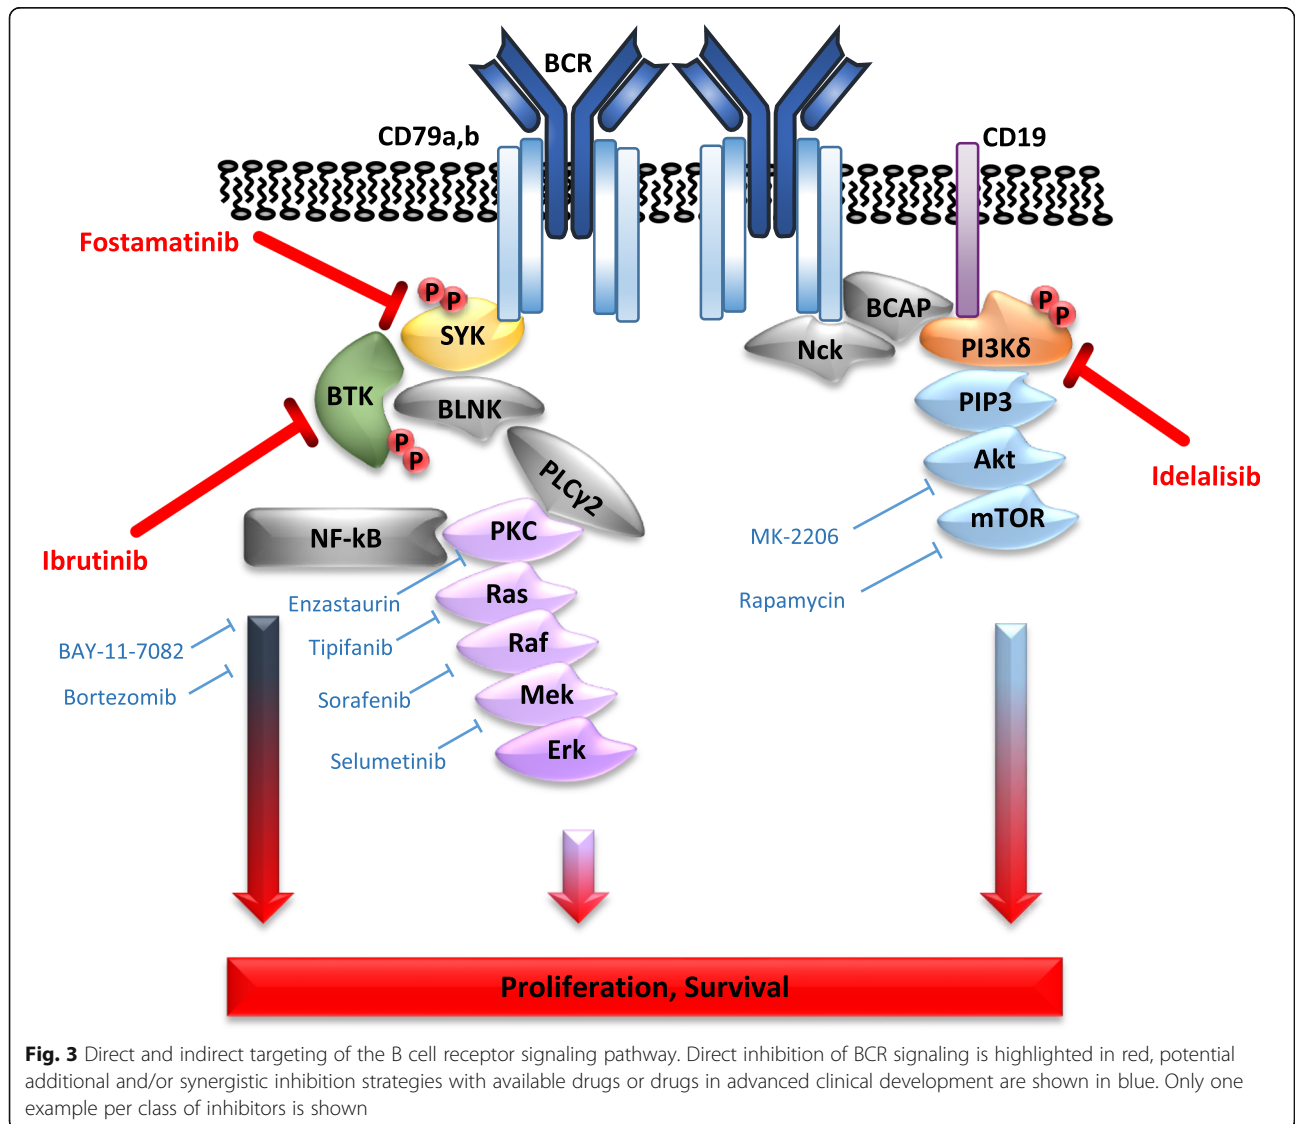 BCR
CD79a,b
CD19
Fostamatinib
P
P
SYK
BCAP
P
P
Nck
PI3Kδ
BTK
BLNK
PIP3
P
P
Akt
Idelalisib
PLCγ2
mTOR
MK-2206
NF-kB
PKC
Ibrutinib
Enzastaurin
Ras
Rapamycin
BAY-11-7082
Tipifanib
Raf
Bortezomib
Sorafenib
Mek
Selumetinib
Erk
Proliferation, Survival
Fig. 3 Direct and indirect targeting of the B cell receptor signaling pathway. Direct inhibition of BCR signaling is highlighted in red, potential
additional and/or synergistic inhibition strategies with available drugs or drugs in advanced clinical development are shown in blue. Only one
example per class of inhibitors is shown